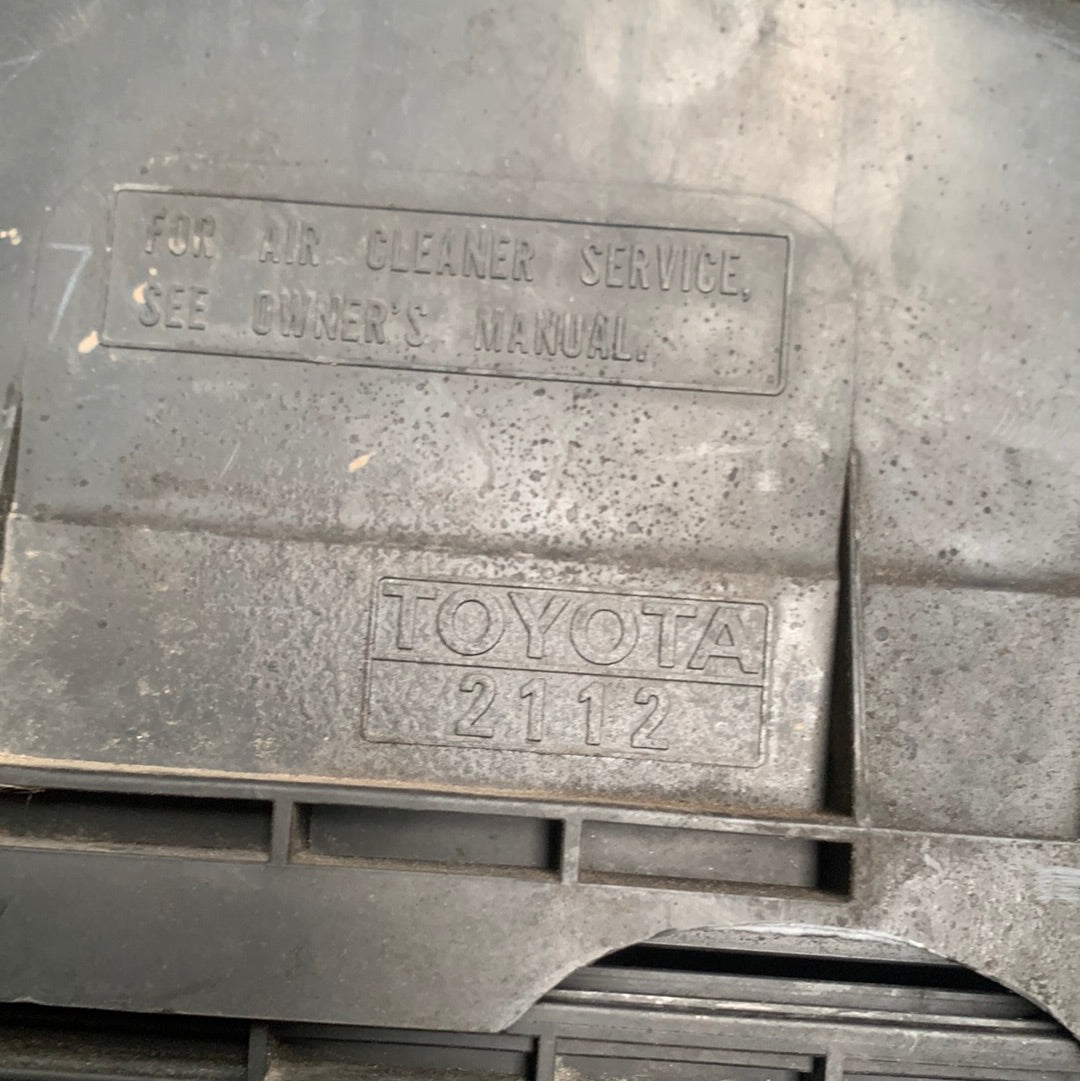 FOR AIR CLEANER SERVICE,
SEE OWNER'S MANUAL.
TOYOTA
2112